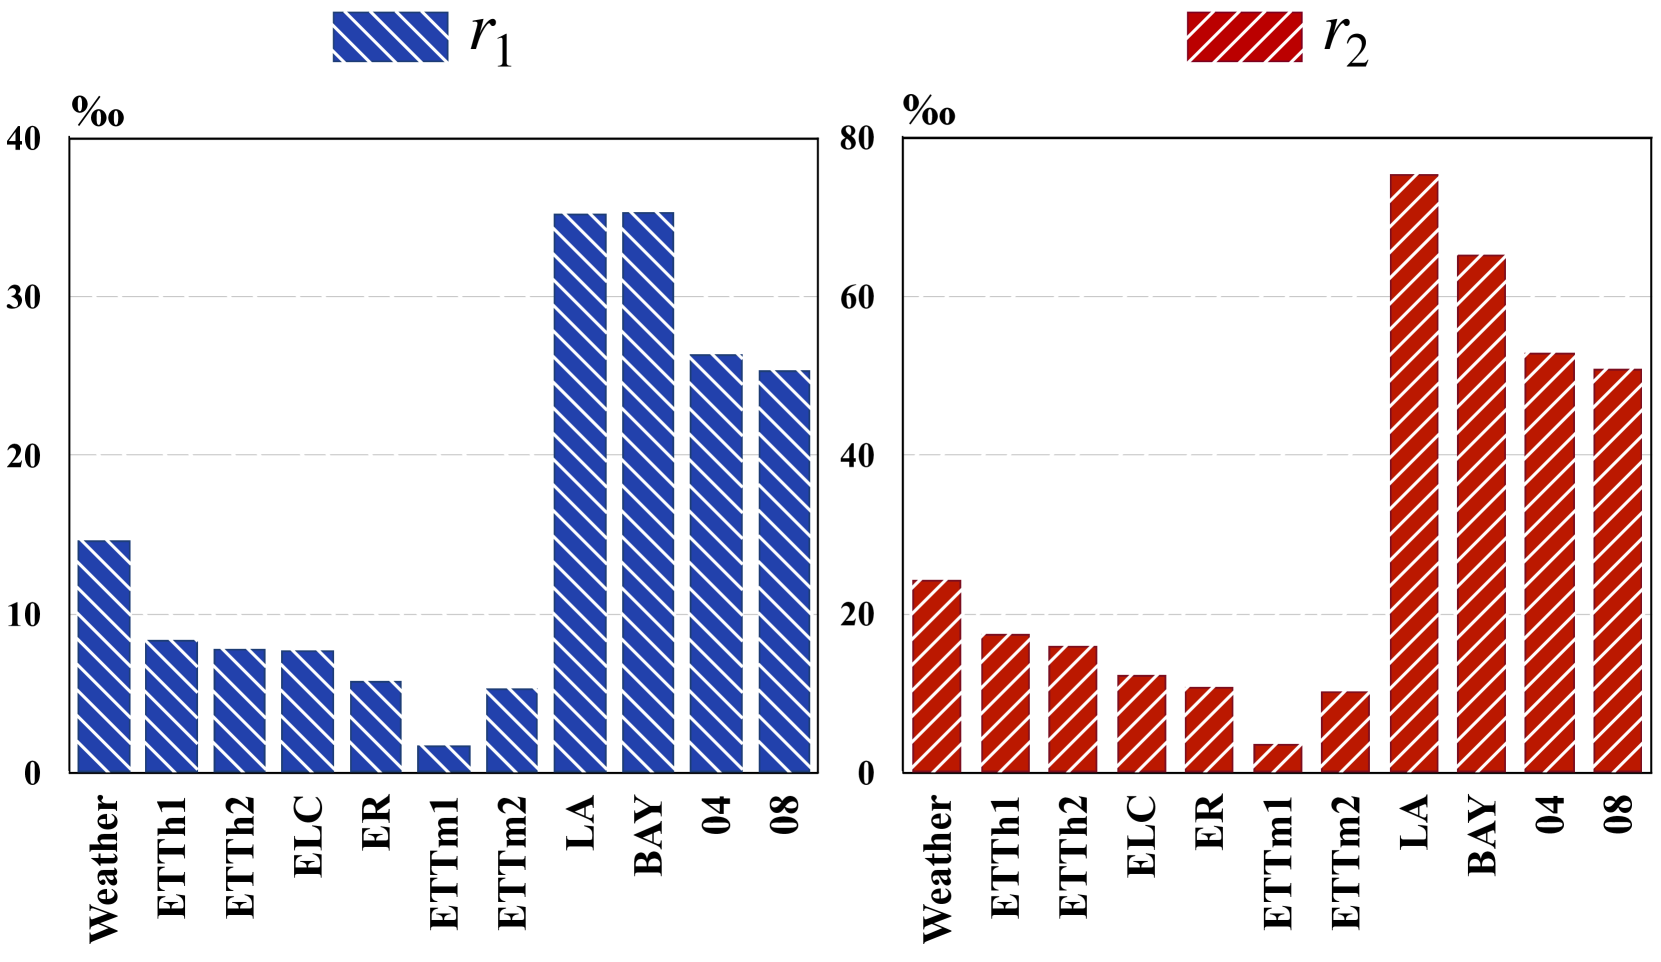 r1
r2
‰
‰
40
30
20
10
0
80
60
40
20
0
Weather
ETTh1
ETTh2
ELC
ER
ETTm1
ETTm2
LA
BAY
04
08
Weather
ETTh1
ETTh2
ELC
ER
ETTm1
ETTm2
LA
BAY
04
08